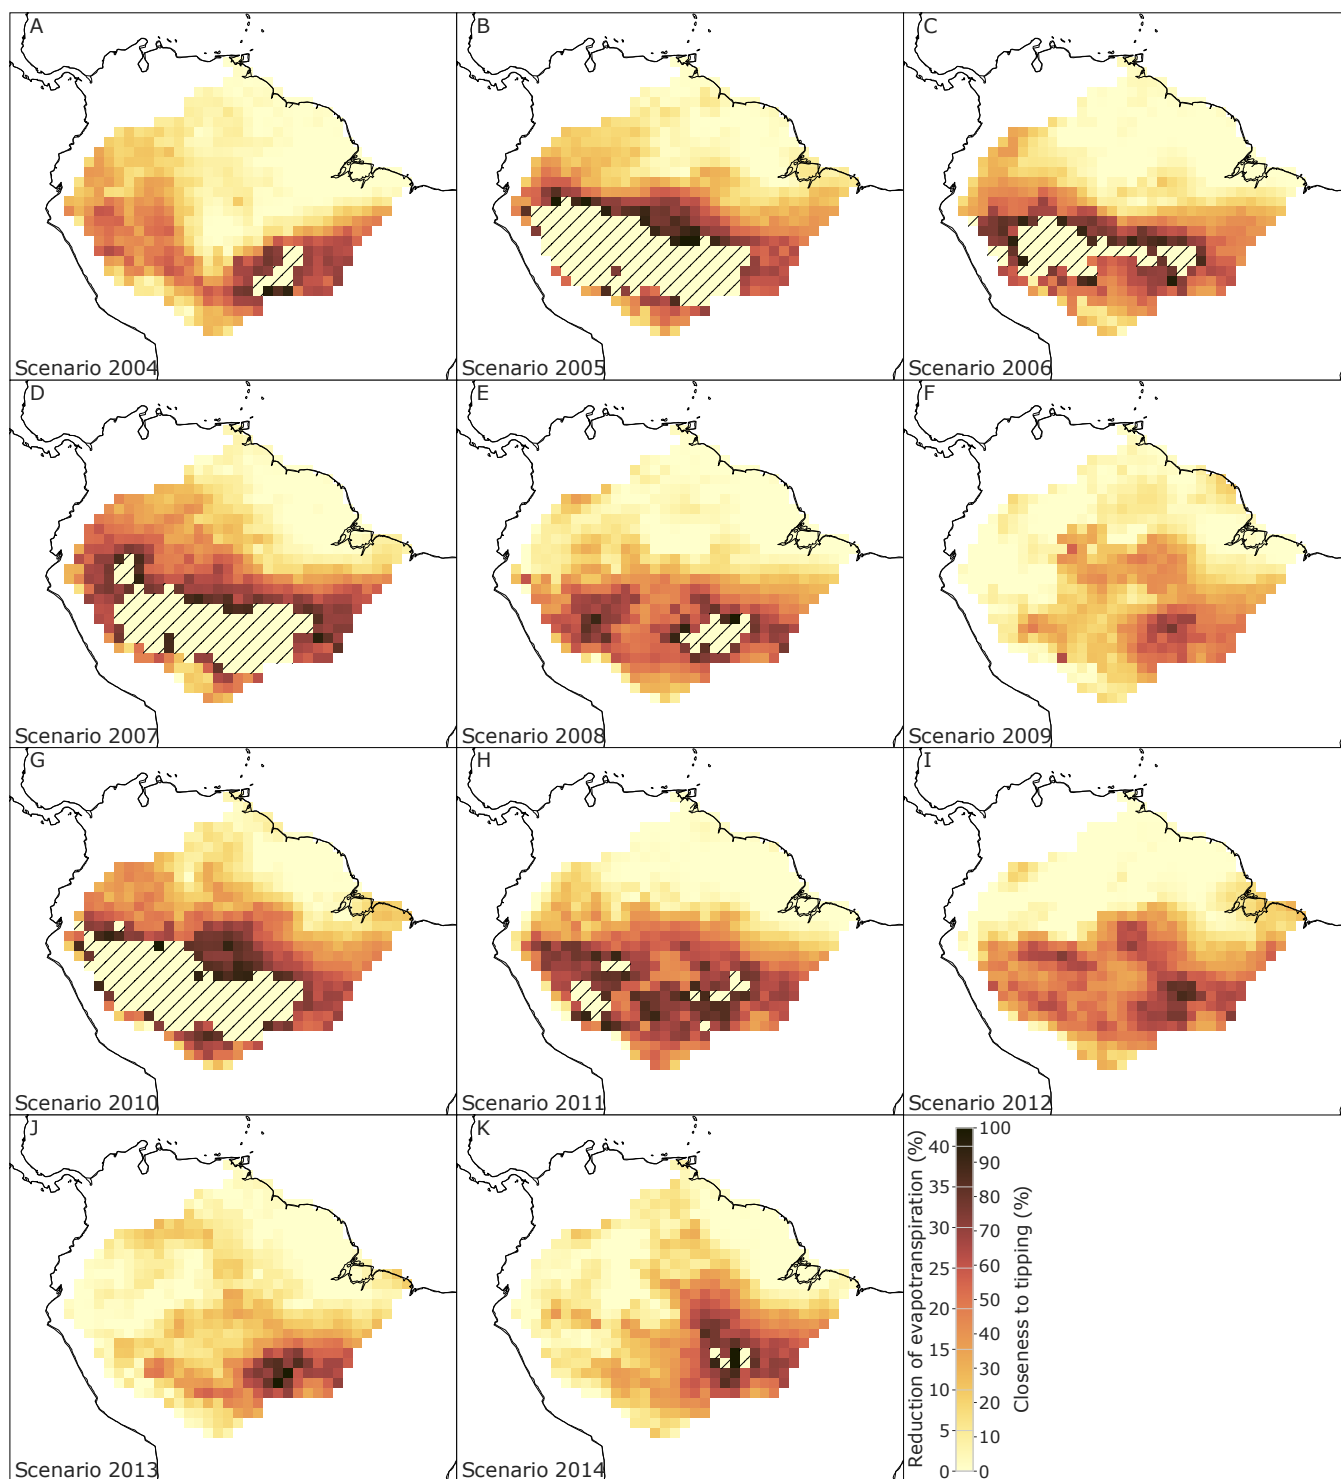 A
B
C
Scenario 2004
Scenario 2005
Scenario 2006
D
E
F
Scenario 2007
Scenario 2008
Scenario 2009
G
H
I
Scenario 2010
Scenario 2011
Scenario 2012
J
K
Scenario 2013
Scenario 2014
Reduction of evapotranspiration (%)
40
35
30
25
20
15
10
5
0
100
90
80
70
60
50
40
30
20
10
0
Closeness to tipping (%)